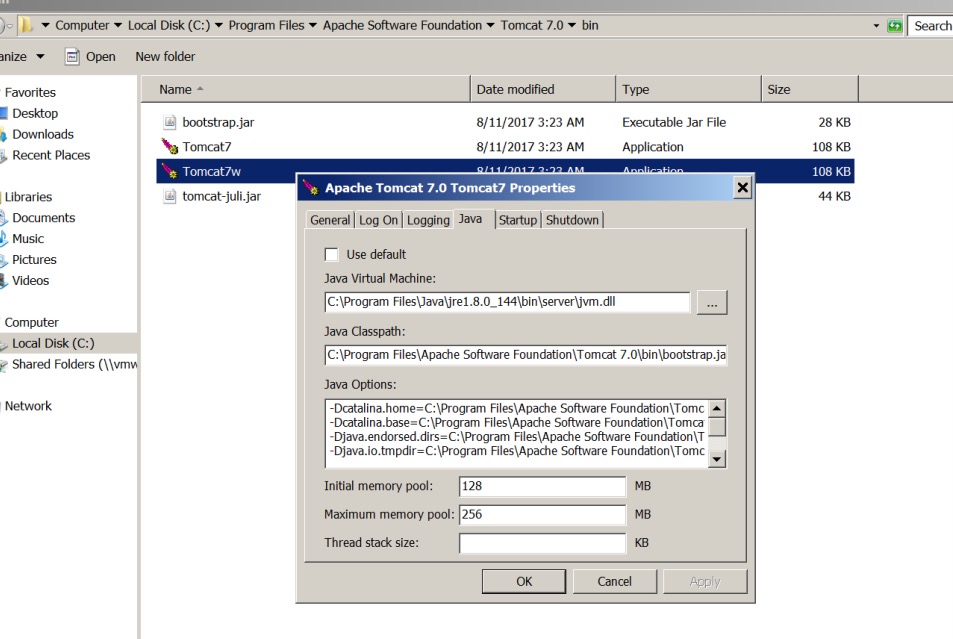 Computer Local Disk (C:) Program Files Apache Software Foundation Tomcat 7.0 bin
Search
Open New folder
Favorites
Desktop
Downloads
Recent Places
Libraries
Documents
Music
Pictures
Videos
Computer
Local Disk (C:)
Shared Folders (\\vmw
Network
Name Date modified Type Size
bootstrap.jar 8/11/2017 3:23 AM Executable Jar File 28 KB
Tomcat7 8/11/2017 3:23 AM Application 108 KB
Tomcat7w 8/11/2017 3:23 AM Application 108 KB
tomcat-juli.jar 44 KB
Apache Tomcat 7.0 Tomcat7 Properties
General Log On Logging Java Startup Shutdown
Use default
Java Virtual Machine:
C:\Program Files\Java\jre1.8.0_144\bin\server\jvm.dll ...
Java Classpath:
C:\Program Files\Apache Software Foundation\Tomcat 7.0\bin\bootstrap.ja
Java Options:
-Dcatalina.home=C:\Program Files\Apache Software Foundation\Tomc
-Dcatalina.base=C:\Program Files\Apache Software Foundation\Tomca
-Djava.endorsed.dirs=C:\Program Files\Apache Software Foundation\T
-Djava.io.tmpdir=C:\Program Files\Apache Software Foundation\Tomc
Initial memory pool: 128 MB
Maximum memory pool: 256 MB
Thread stack size: KB
OK Cancel Apply